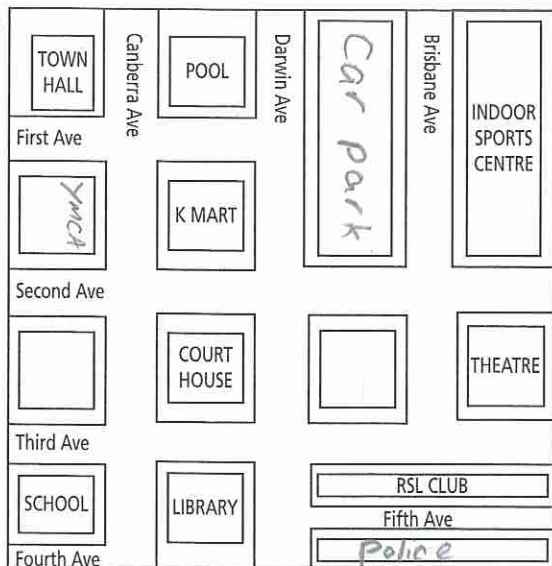 TOWN
HALL
Canberra Ave
POOL
Darwin Ave
Car park
Brisbane Ave
INDOOR
SPORTS
CENTRE
First Ave
YMCA
K MART
Second Ave
COURT
HOUSE
THEATRE
Third Ave
SCHOOL
LIBRARY
RSL CLUB
Fifth Ave
Police
Fourth Ave